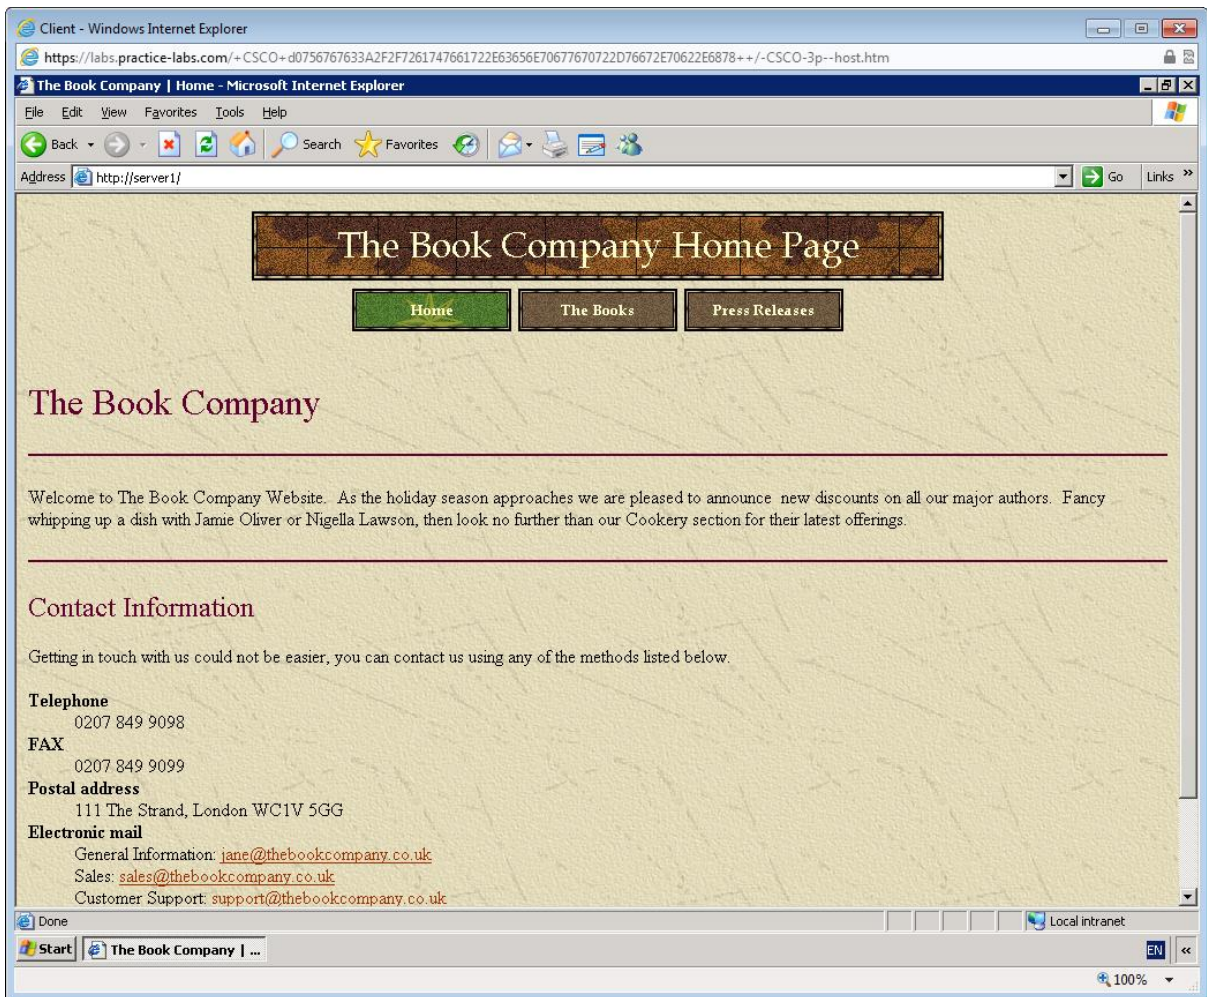 Client - Windows Internet Explorer
https://labs.practice-labs.com/+CSCO+d0756767633A2F2F7261747661722E63656E70677670722D76672E70622E6878++/-CSCO-3p--host.htm
The Book Company | Home - Microsoft Internet Explorer
File Edit View Favorites Tools Help
Back Search Favorites
Address http://server1/ Go Links »
The Book Company Home Page
Home The Books Press Releases
The Book Company
Welcome to The Book Company Website. As the holiday season approaches we are pleased to announce new discounts on all our major authors. Fancy
whipping up a dish with Jamie Oliver or Nigella Lawson, then look no further than our Cookery section for their latest offerings.
Contact Information
Getting in touch with us could not be easier, you can contact us using any of the methods listed below.
Telephone
0207 849 9098
FAX
0207 849 9099
Postal address
111 The Strand, London WC1V 5GG
Electronic mail
General Information: jane@thebookcompany.co.uk
Sales: sales@thebookcompany.co.uk
Customer Support: support@thebookcompany.co.uk
Done Local intranet
Start The Book Company | ... EN «
100%